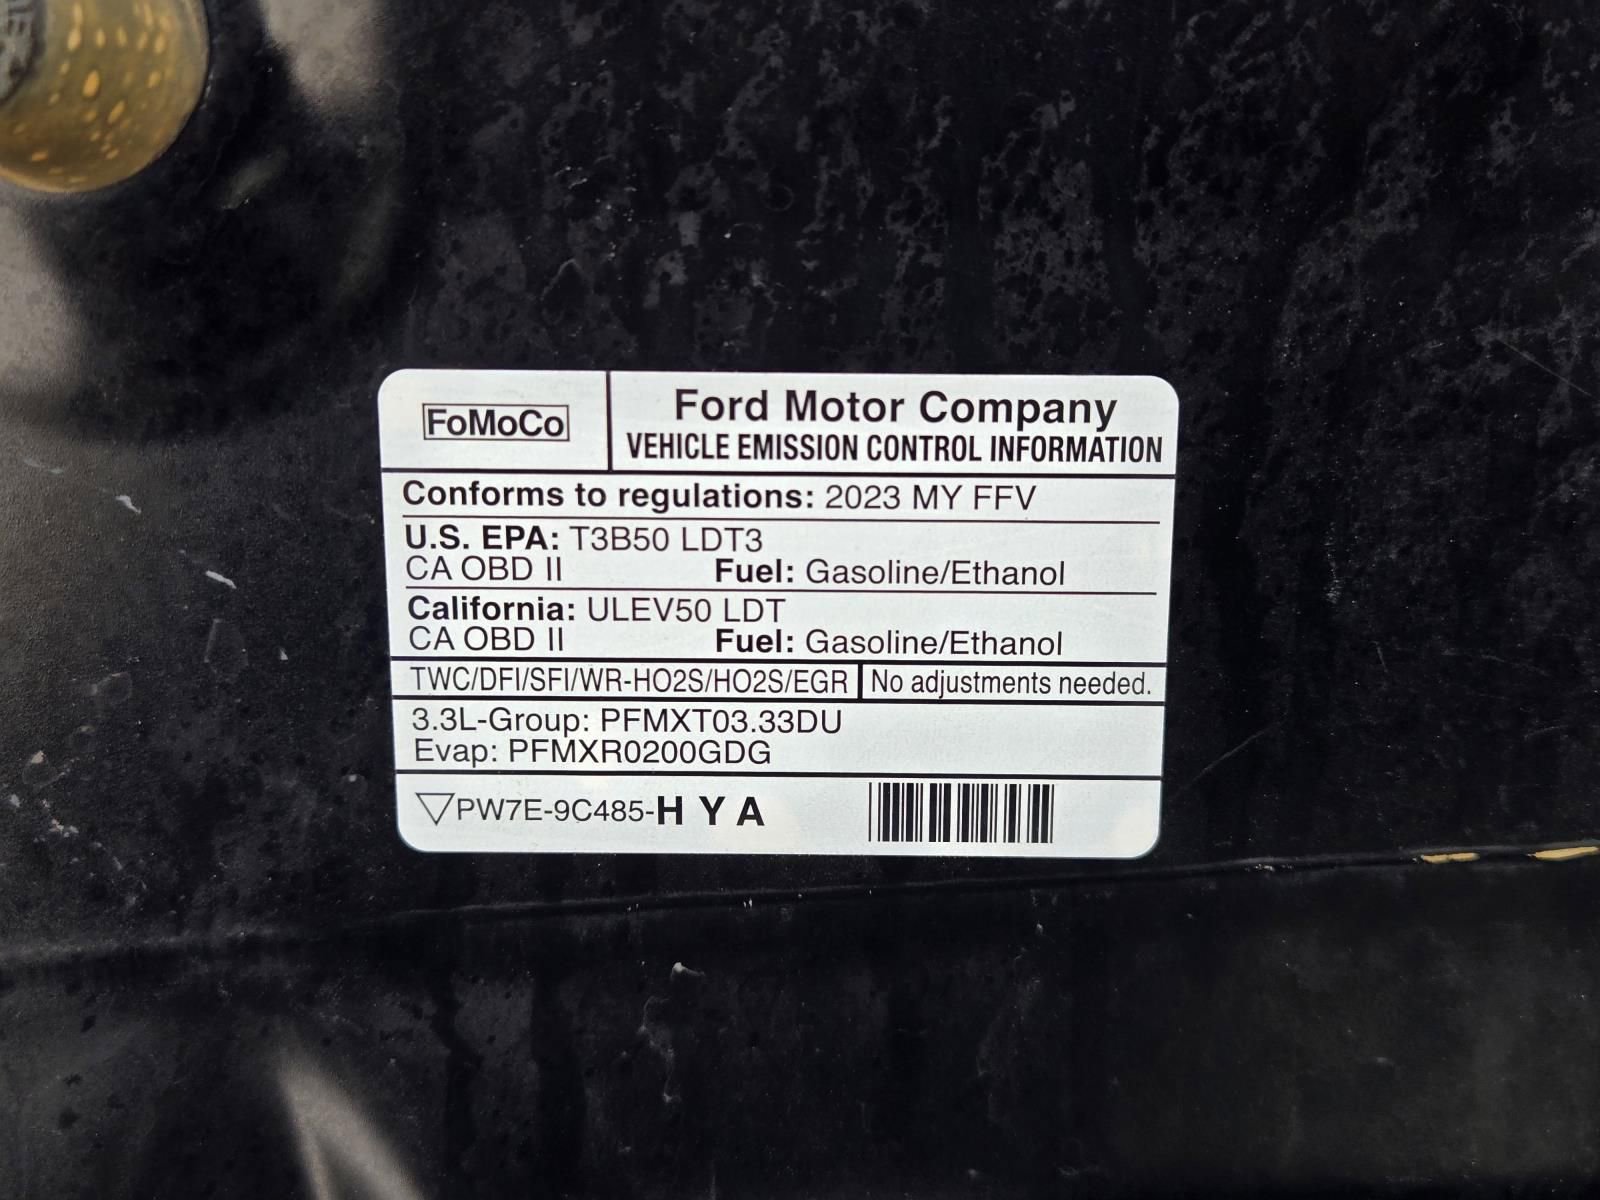 FoMoCo
Ford Motor Company
VEHICLE EMISSION CONTROL INFORMATION
Conforms to regulations: 2023 MY FFV
U.S. EPA: T3B50 LDT3
CA OBD II Fuel: Gasoline/Ethanol
California: ULEV50 LDT
CA OBD II Fuel: Gasoline/Ethanol
TWC/DFI/SFI/WR-HO2S/HO2S/EGR No adjustments needed.
3.3L-Group: PFMXT03.33DU
Evap: PFMXR0200GDG
PW7E-9C485-H Y A